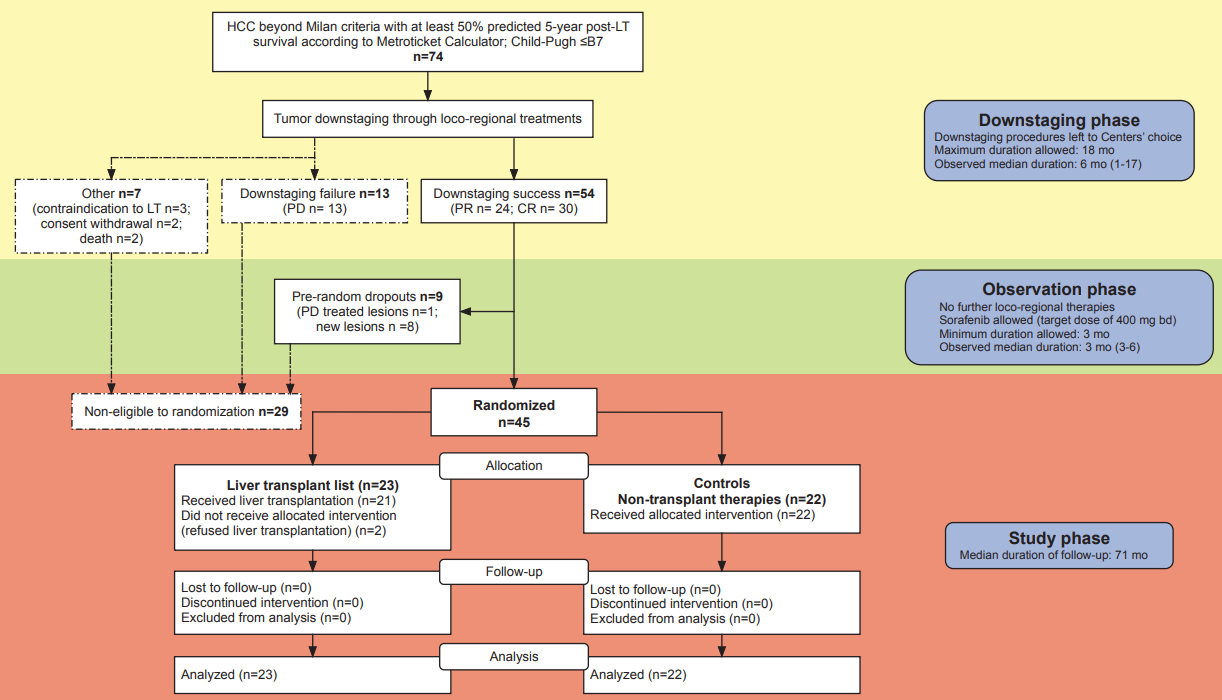 HCC beyond Milan criteria with at least 50% predicted 5-year post-LT
survival according to Metroticket Calculator; Child-Pugh ≤B7
n=74
Tumor downstaging through loco-regional treatments
Downstaging phase
Downstaging procedures left to Centers' choice
Maximum duration allowed: 18 mo
Observed median duration: 6 mo (1-17)
Other n=7
(contraindication to LT n=3;
consent withdrawal n=2;
death n=2)
Downstaging failure n=13
(PD n= 13)
Downstaging success n=54
(PR n= 24; CR n= 30)
Pre-random dropouts n=9
(PD treated lesions n=1;
new lesions n =8)
Observation phase
No further loco-regional therapies
Sorafenib allowed (target dose of 400 mg bd)
Minimum duration allowed: 3 mo
Observed median duration: 3 mo (3-6)
Non-eligible to randomization n=29
Randomized
n=45
Allocation
Liver transplant list (n=23)
Received liver transplantation (n=21)
Did not receive allocated intervention
(refused liver transplantation) (n=2)
Controls
Non-transplant therapies (n=22)
Received allocated intervention (n=22)
Study phase
Median duration of follow-up: 71 mo
Follow-up
Lost to follow-up (n=0)
Discontinued intervention (n=0)
Excluded from analysis (n=0)
Lost to follow-up (n=0)
Discontinued intervention (n=0)
Excluded from analysis (n=0)
Analysis
Analyzed (n=23)
Analyzed (n=22)